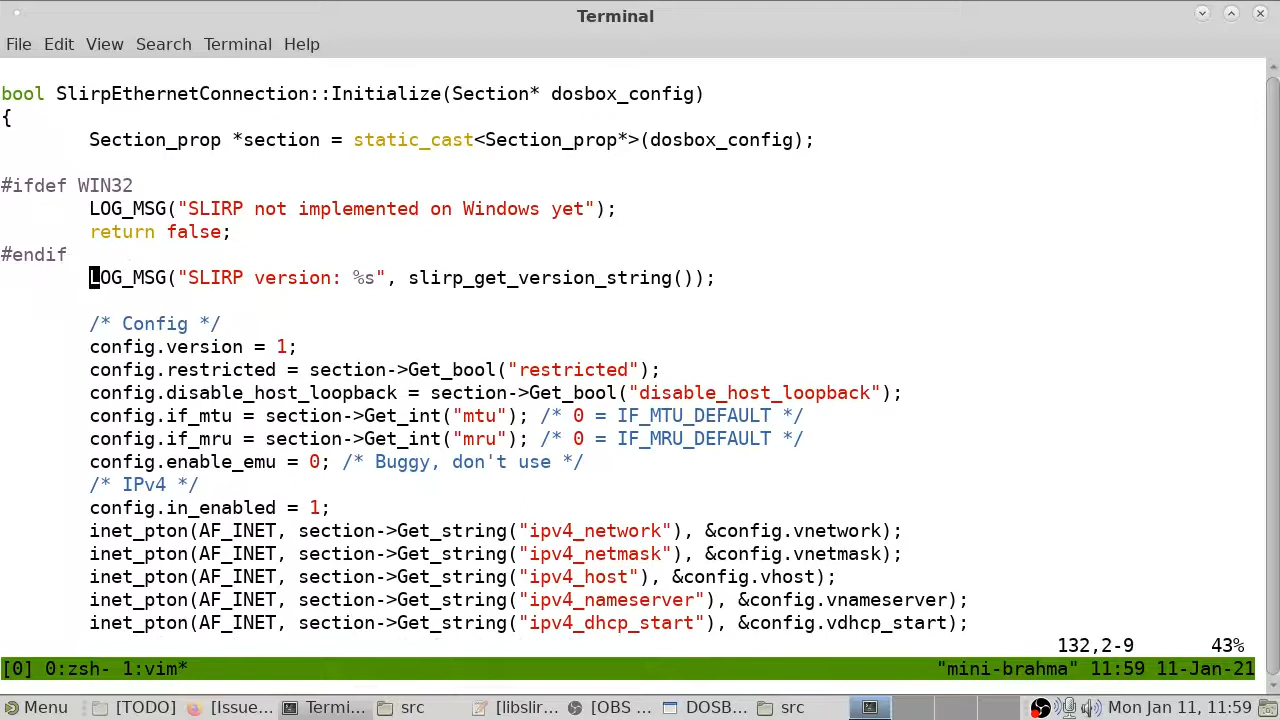 Terminal
File Edit View Search Terminal Help
bool SlirpEthernetConnection::Initialize(Section* dosbox_config)
{
Section_prop *section = static_cast<Section_prop*>(dosbox_config);
#ifdef WIN32
LOG_MSG("SLIRP not implemented on Windows yet");
return false;
#endif
LOG_MSG("SLIRP version: %s", slirp_get_version_string());
/* Config */
config.version = 1;
config.restricted = section->Get_bool("restricted");
config.disable_host_loopback = section->Get_bool("disable_host_loopback");
config.if_mtu = section->Get_int("mtu"); /* 0 = IF_MTU_DEFAULT */
config.if_mru = section->Get_int("mru"); /* 0 = IF_MRU_DEFAULT */
config.enable_emu = 0; /* Buggy, don't use */
/* IPv4 */
config.in_enabled = 1;
inet_pton(AF_INET, section->Get_string("ipv4_network"), &config.vnetwork);
inet_pton(AF_INET, section->Get_string("ipv4_netmask"), &config.vnetmask);
inet_pton(AF_INET, section->Get_string("ipv4_host"), &config.vhost);
inet_pton(AF_INET, section->Get_string("ipv4_nameserver"), &config.vnameserver);
inet_pton(AF_INET, section->Get_string("ipv4_dhcp_start"), &config.vdhcp_start);
132,2-9 43%
[0] 0:zsh- 1:vim* "mini-brahma" 11:59 11-Jan-21
Menu [TODO] [Issue... Termi... src [libslir... [OBS ... DOSB... src Mon Jan 11, 11:59